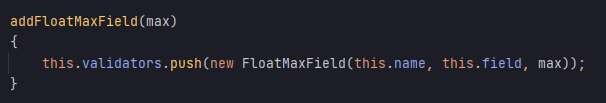 addFloatMaxField(max)
{
    this.validators.push(new FloatMaxField(this.name, this.field, max));
}